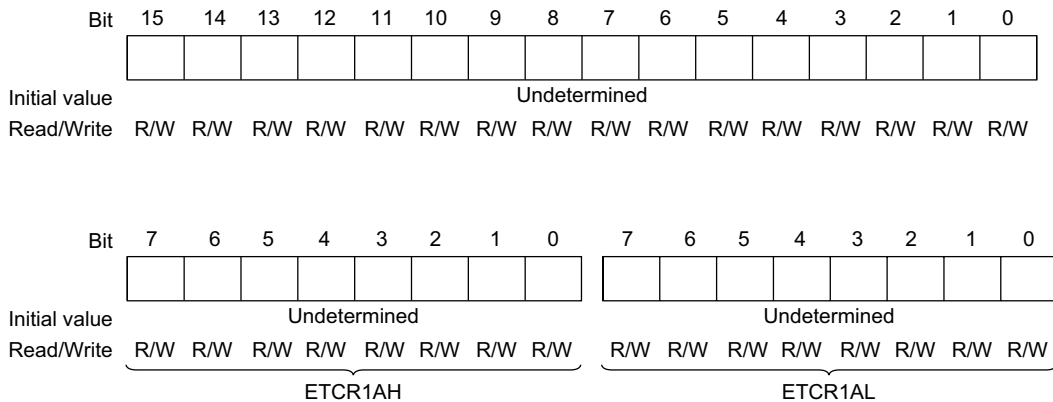 Bit 15 14 13 12 11 10 9 8 7 6 5 4 3 2 1 0
Initial value Undetermined
Read/Write R/W R/W R/W R/W R/W R/W R/W R/W R/W R/W R/W R/W R/W R/W R/W R/W
Bit 7 6 5 4 3 2 1 0 7 6 5 4 3 2 1 0
Initial value Undetermined Undetermined
Read/Write R/W R/W R/W R/W R/W R/W R/W R/W R/W R/W R/W R/W R/W R/W R/W R/W
ETCR1AH ETCR1AL